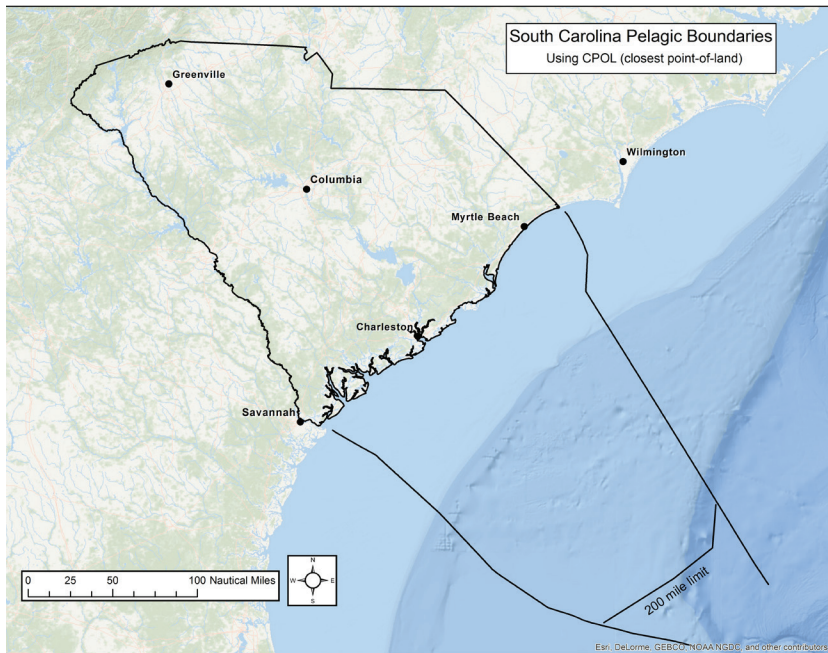 South Carolina Pelagic Boundaries
Using CPOL (closest point-of-land)
Greenville
Wilmington
Columbia
Myrtle Beach
Charleston
Savannah
N
W E
S
0 25 50 100 Nautical Miles
200 mile limit
Esri, DeLorme, GEBCO, NOAA NGDC, and other contributors